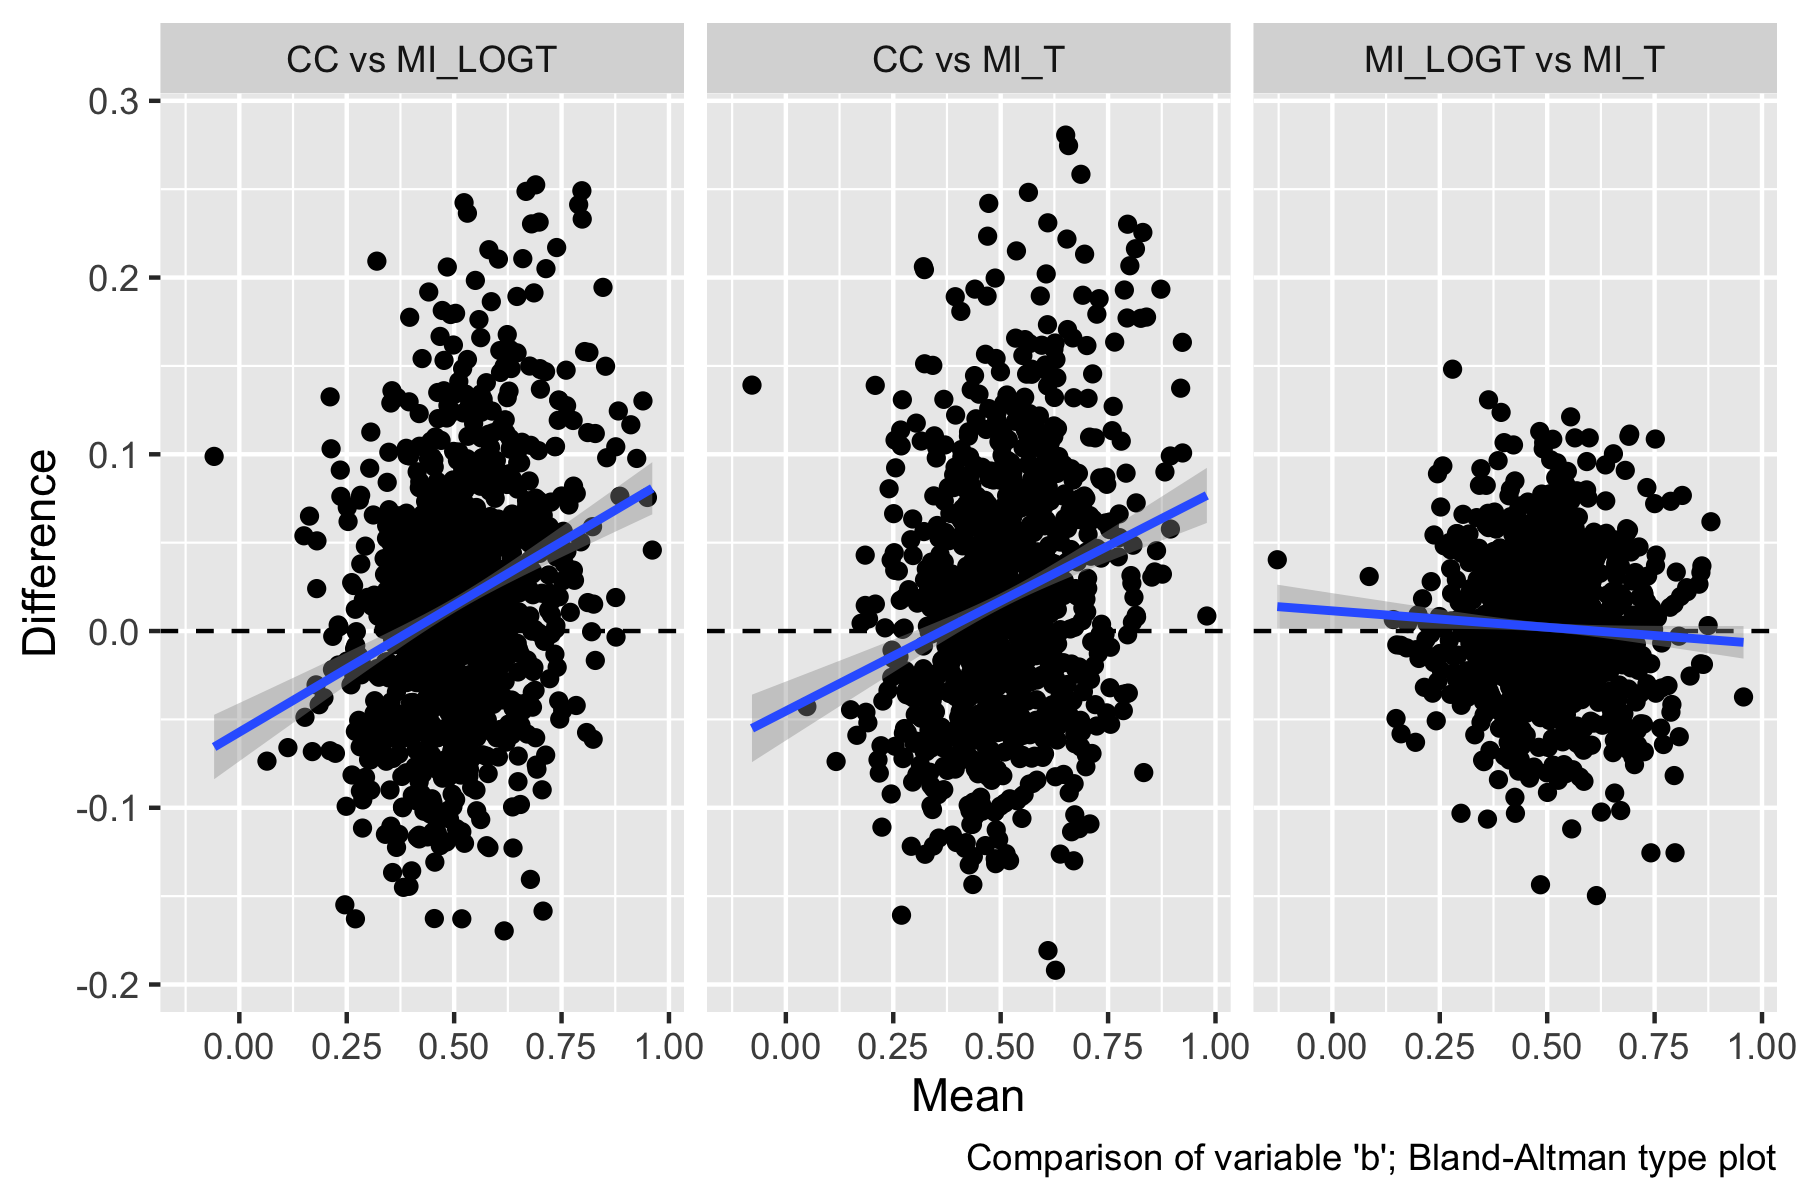 CC vs MI_LOGT
CC vs MI_T
MI_LOGT vs MI_T
0.3
0.2
0.1
0.0
-0.1
-0.2
Difference
0.00 0.25 0.50 0.75 1.00 0.00 0.25 0.50 0.75 1.00 0.00 0.25 0.50 0.75 1.00
Mean
Comparison of variable 'b'; Bland-Altman type plot